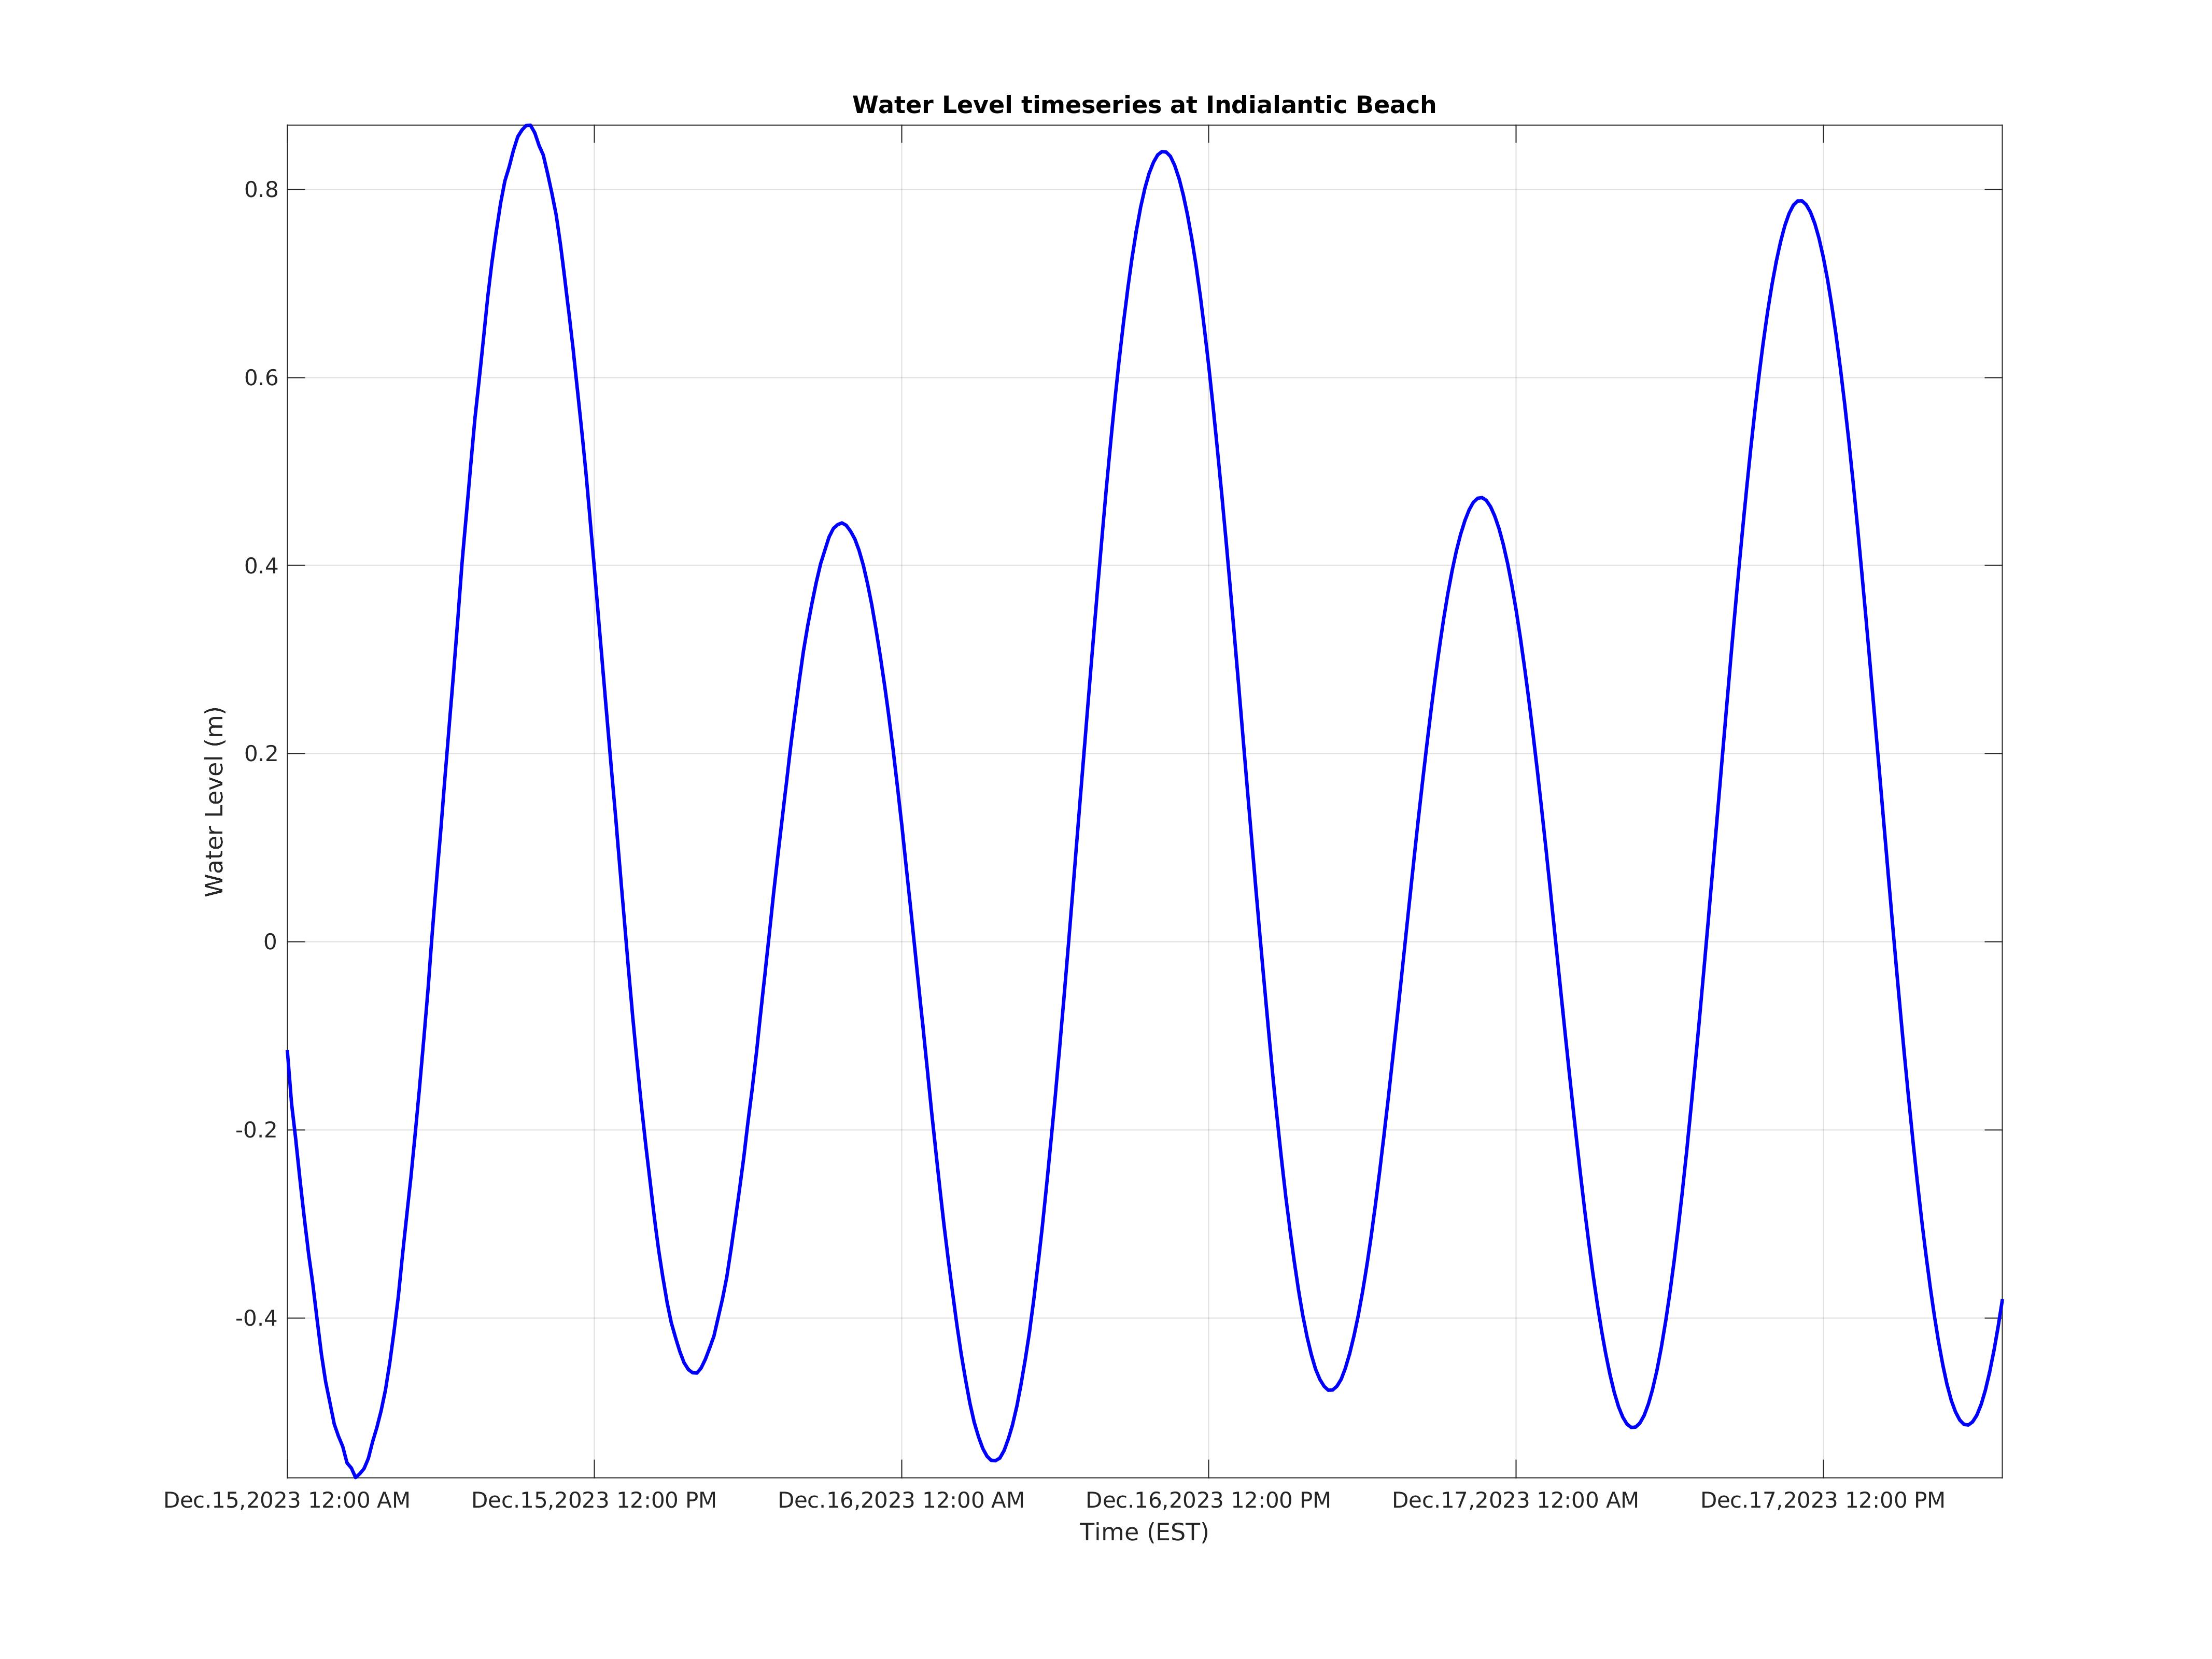 Water Level timeseries at Indialantic Beach
0.8
0.6
0.4
0.2
0
-0.2
-0.4
Water Level (m)
Dec.15,2023 12:00 AM
Dec.15,2023 12:00 PM
Dec.16,2023 12:00 AM
Dec.16,2023 12:00 PM
Dec.17,2023 12:00 AM
Dec.17,2023 12:00 PM
Time (EST)